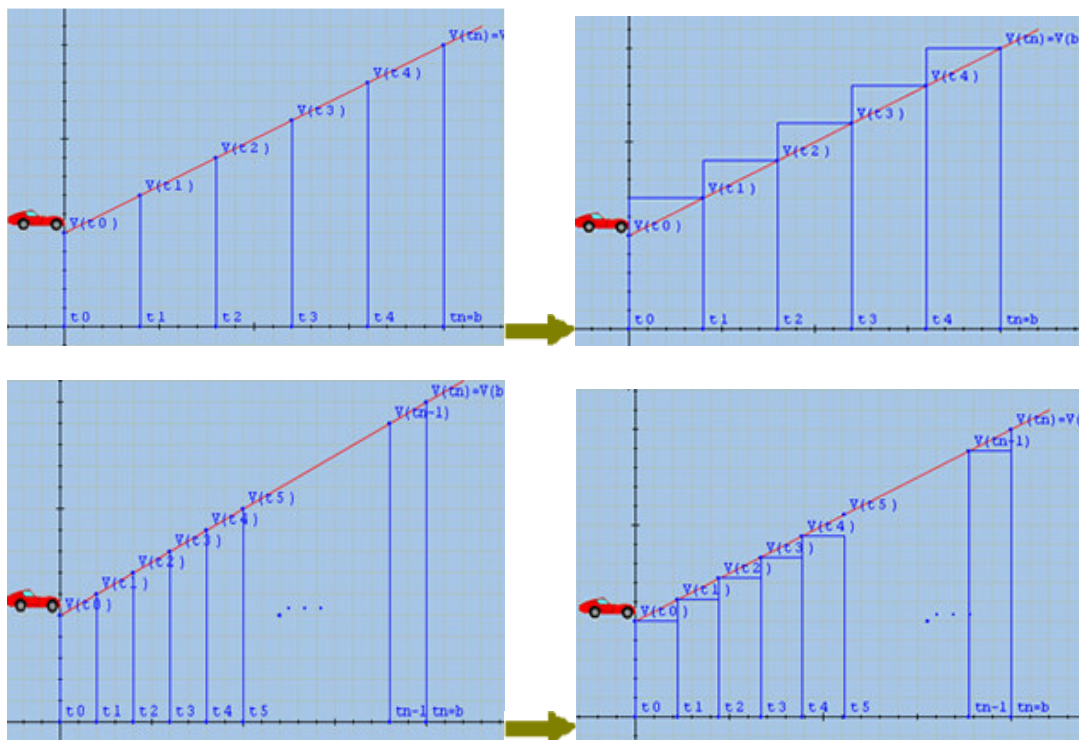 V(tn)=V
V(t4)
V(t3)
V(t2)
V(t1)
V(t0)
t0 t1 t2 t3 t4 tn=b
V(tn)=V(b
V(t4)
V(t3)
V(t2)
V(t1)
V(t0)
t0 t1 t2 t3 t4 tn=b
V(tn)=V(b
V(tn-1)
V(t5)
V(t4)
V(t3)
V(t2)
V(t1)
V(t0)
. . .
t0 t1 t2 t3 t4 t5 tn-1 tn=b
V(tn)=V(
V(tn-1)
V(t5)
V(t4)
V(t3)
V(t2)
V(t1)
V(t0)
. . .
t0 t1 t2 t3 t4 t5 tn-1 tn=b